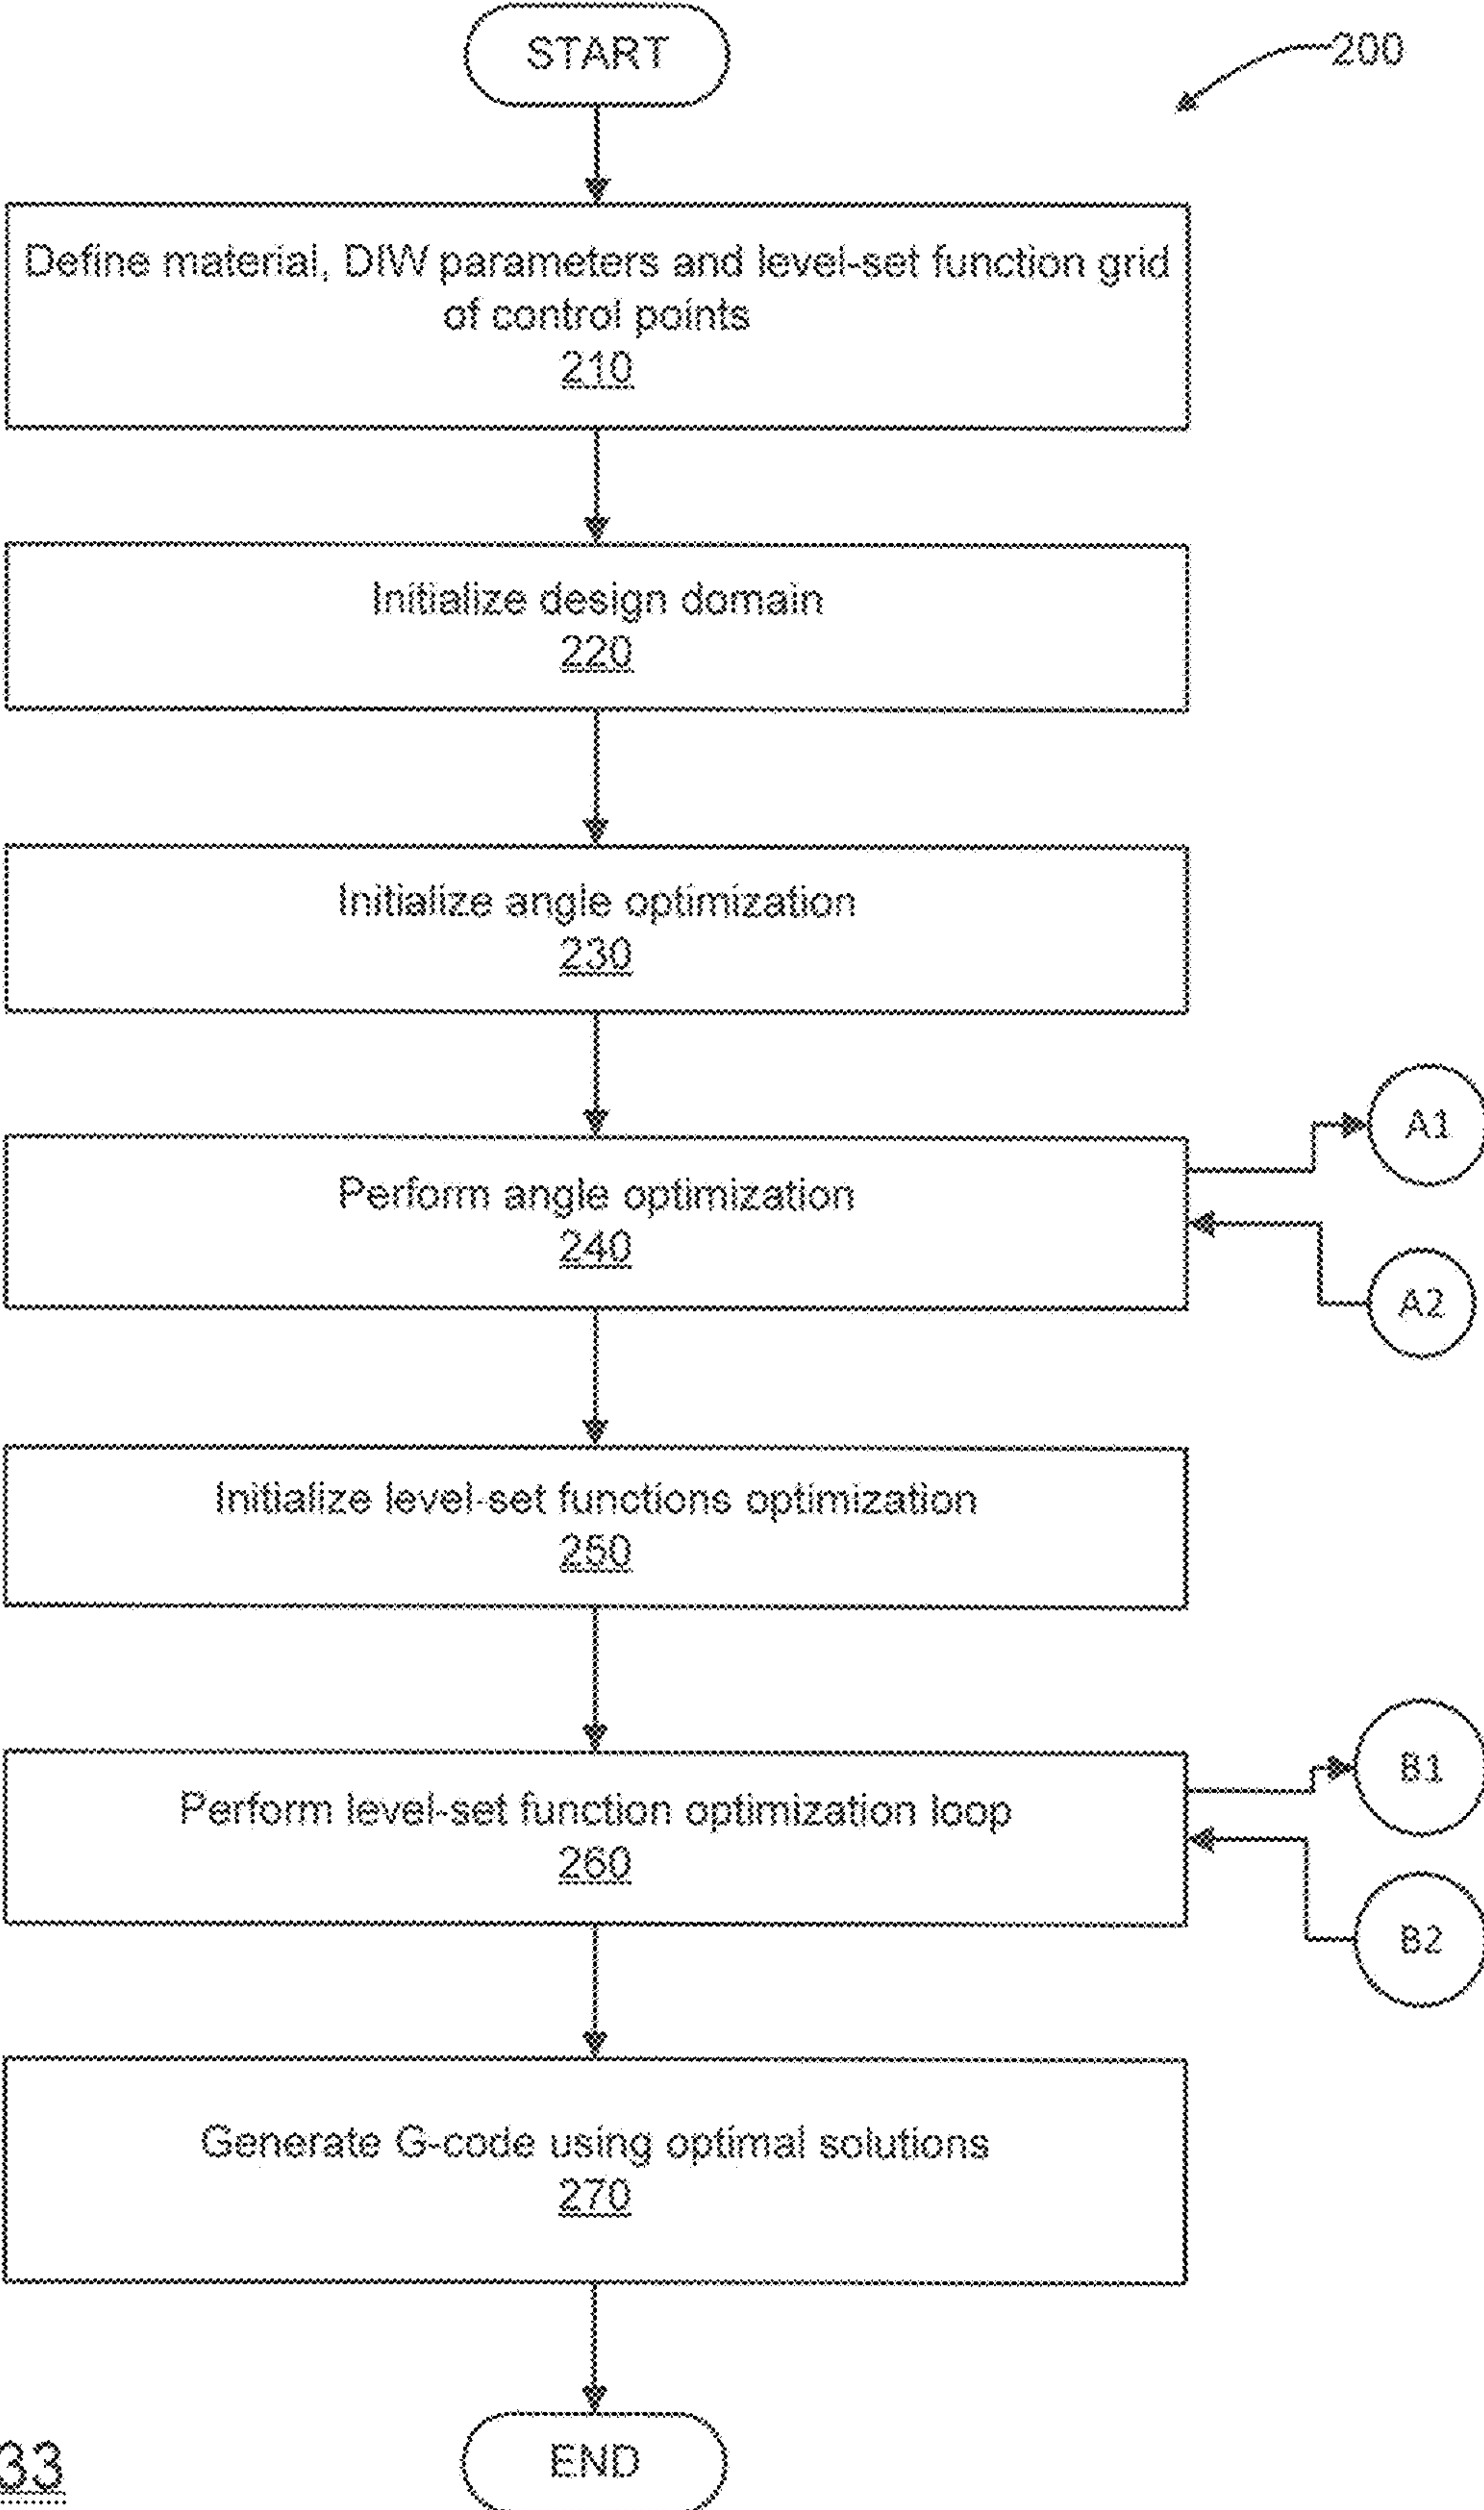 START
200
Define material, DIW parameters and level-set function grid
of control points
210
Initialize design domain
220
Initialize angle optimization
230
Perform angle optimization
240
A1
A2
Initialize level-set functions optimization
250
Perform level-set function optimization loop
260
B1
B2
Generate G-code using optimal solutions
270
END
33